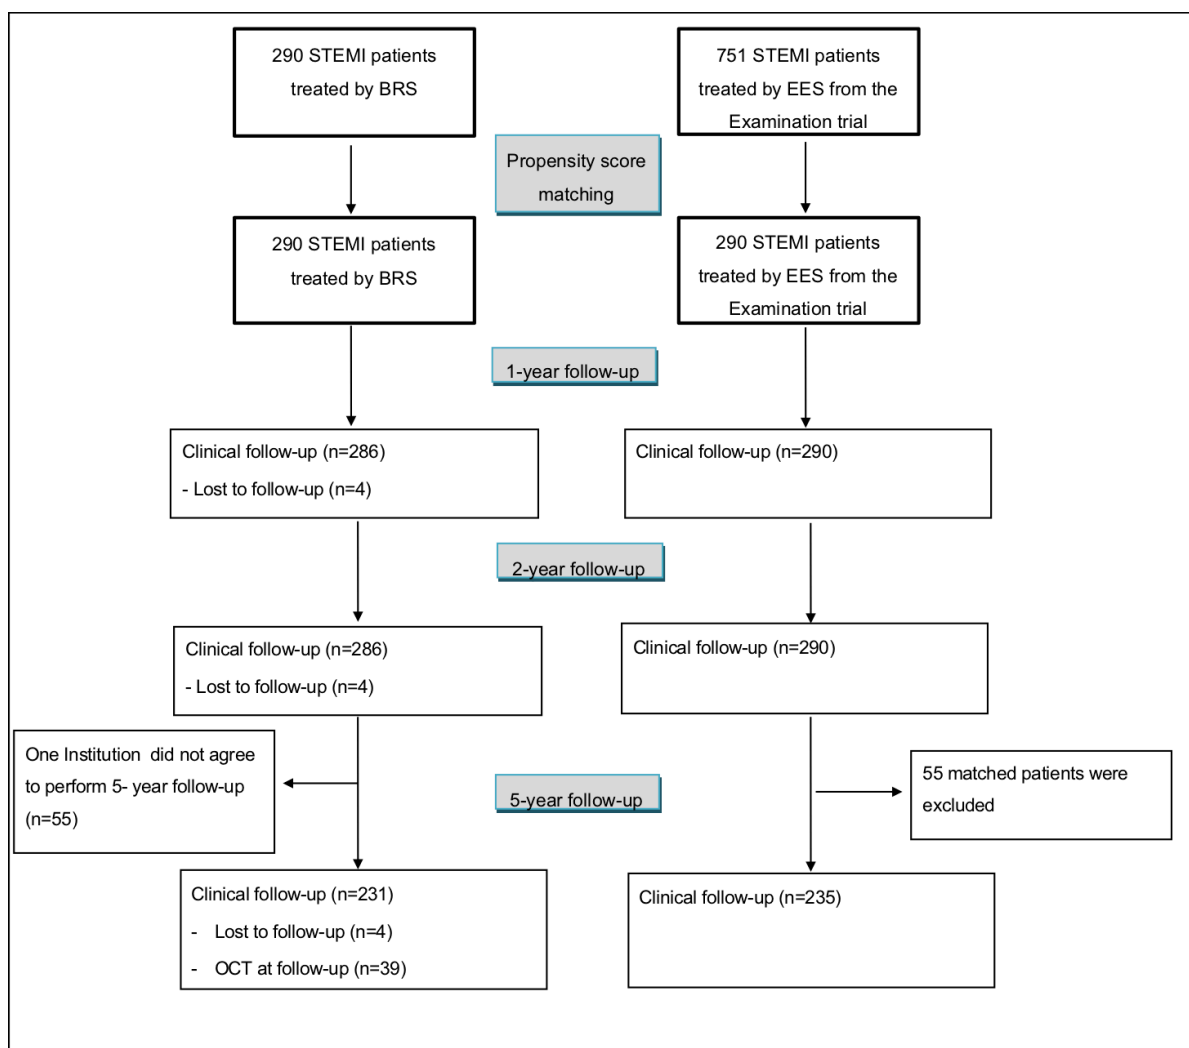 290 STEMI patients
treated by BRS
751 STEMI patients
treated by EES from the
Examination trial
Propensity score
matching
290 STEMI patients
treated by BRS
290 STEMI patients
treated by EES from the
Examination trial
1-year follow-up
Clinical follow-up (n=286)
- Lost to follow-up (n=4)
Clinical follow-up (n=290)
2-year follow-up
Clinical follow-up (n=286)
- Lost to follow-up (n=4)
Clinical follow-up (n=290)
One Institution did not agree
to perform 5- year follow-up
(n=55)
5-year follow-up
55 matched patients were
excluded
Clinical follow-up (n=231)
- Lost to follow-up (n=4)
- OCT at follow-up (n=39)
Clinical follow-up (n=235)